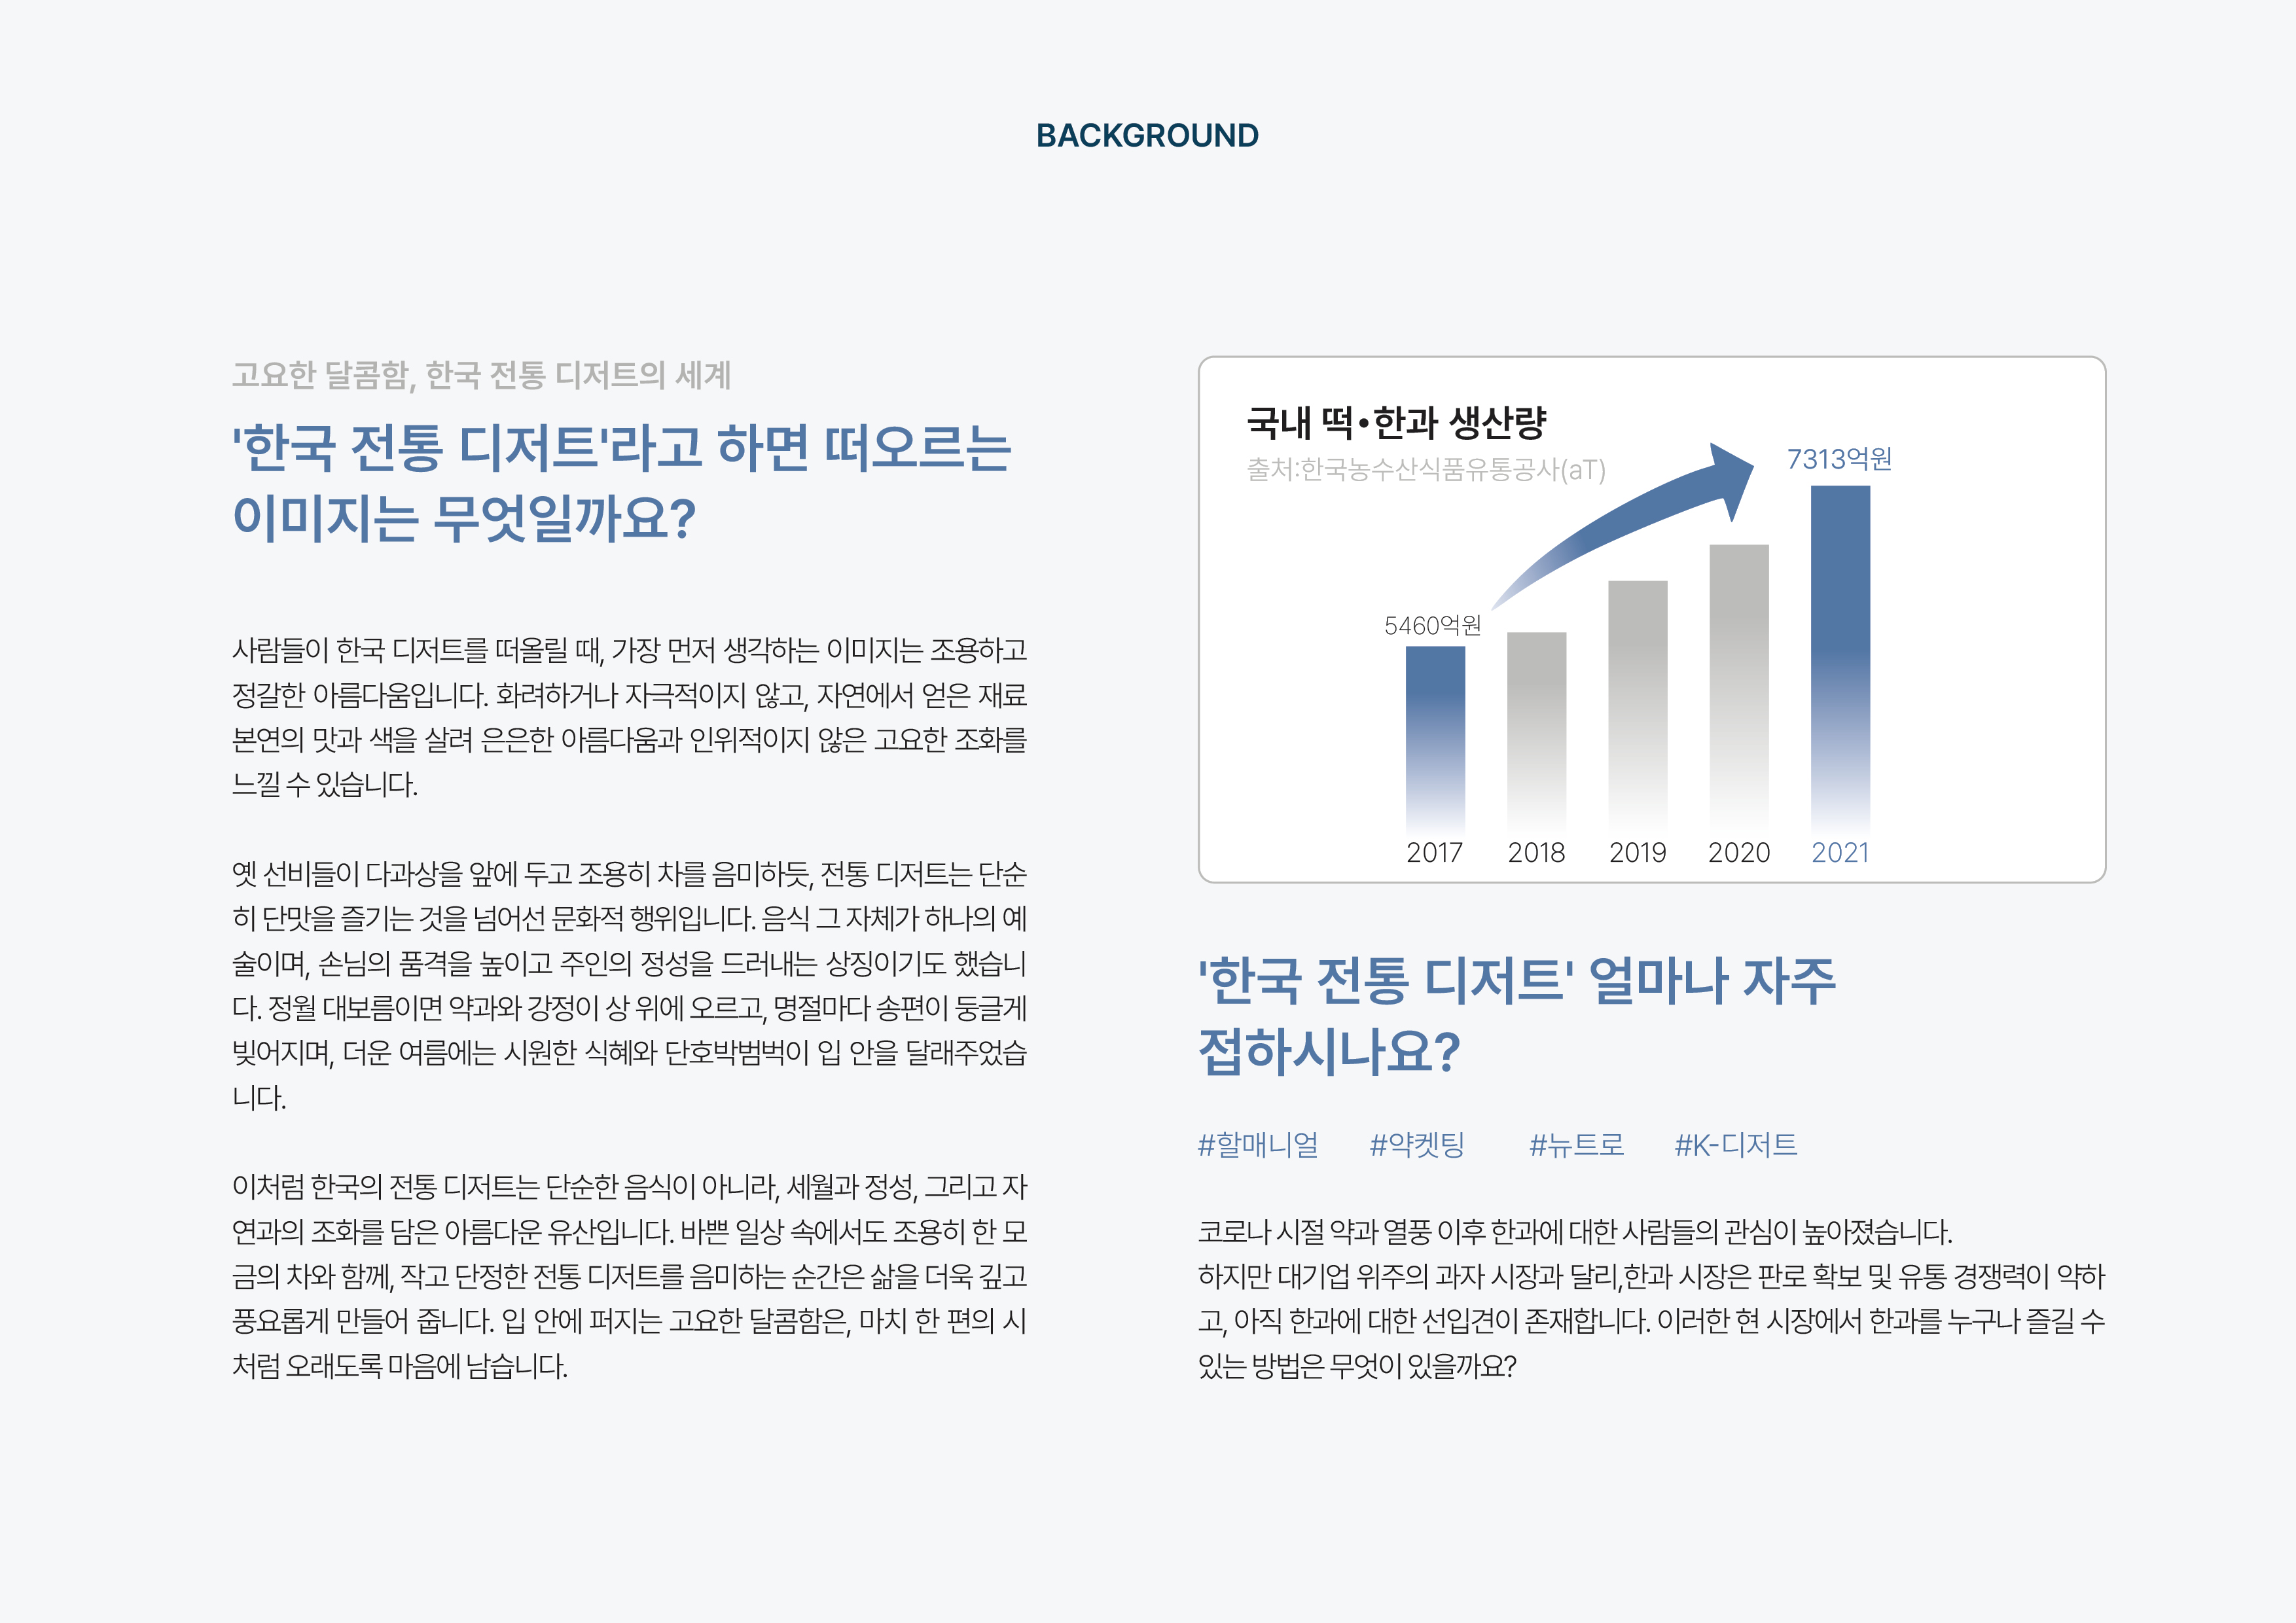 BACKGROUND
고요한 달콤함, 한국 전통 디저트의 세계
'한국 전통 디저트'라고 하면 떠오르는
이미지는 무엇일까요?
사람들이 한국 디저트를 떠올릴 때, 가장 먼저 생각하는 이미지는 조용하고
정갈한 아름다움입니다. 화려하거나 자극적이지 않고, 자연에서 얻은 재료
본연의 맛과 색을 살려 은은한 아름다움과 인위적이지 않은 고요한 조화를
느낄 수 있습니다.
옛 선비들이 다과상을 앞에 두고 조용히 차를 음미하듯, 전통 디저트는 단순
히 단맛을 즐기는 것을 넘어선 문화적 행위입니다. 음식 그 자체가 하나의 예
술이며, 손님의 품격을 높이고 주인의 정성을 드러내는 상징이기도 했습니
다. 정월 대보름이면 약과와 강정이 상 위에 오르고, 명절마다 송편이 둥글게
빚어지며, 더운 여름에는 시원한 식혜와 단호박범벅이 입 안을 달래주었습
니다.
이처럼 한국의 전통 디저트는 단순한 음식이 아니라, 세월과 정성, 그리고 자
연과의 조화를 담은 아름다운 유산입니다. 바쁜 일상 속에서도 조용히 한 모
금의 차와 함께, 작고 단정한 전통 디저트를 음미하는 순간은 삶을 더욱 깊고
풍요롭게 만들어 줍니다. 입 안에 퍼지는 고요한 달콤함은, 마치 한 편의 시
처럼 오래도록 마음에 남습니다.
국내 떡•한과 생산량
출처:한국농수산식품유통공사(aT)
7313억원
5460억원
2017 2018 2019 2020 2021
'한국 전통 디저트' 얼마나 자주
접하시나요?
#할매니얼 #약켓팅 #뉴트로 #K-디저트
코로나 시절 약과 열풍 이후 한과에 대한 사람들의 관심이 높아졌습니다.
하지만 대기업 위주의 과자 시장과 달리,한과 시장은 판로 확보 및 유통 경쟁력이 약하
고, 아직 한과에 대한 선입견이 존재합니다. 이러한 현 시장에서 한과를 누구나 즐길 수
있는 방법은 무엇이 있을까요?